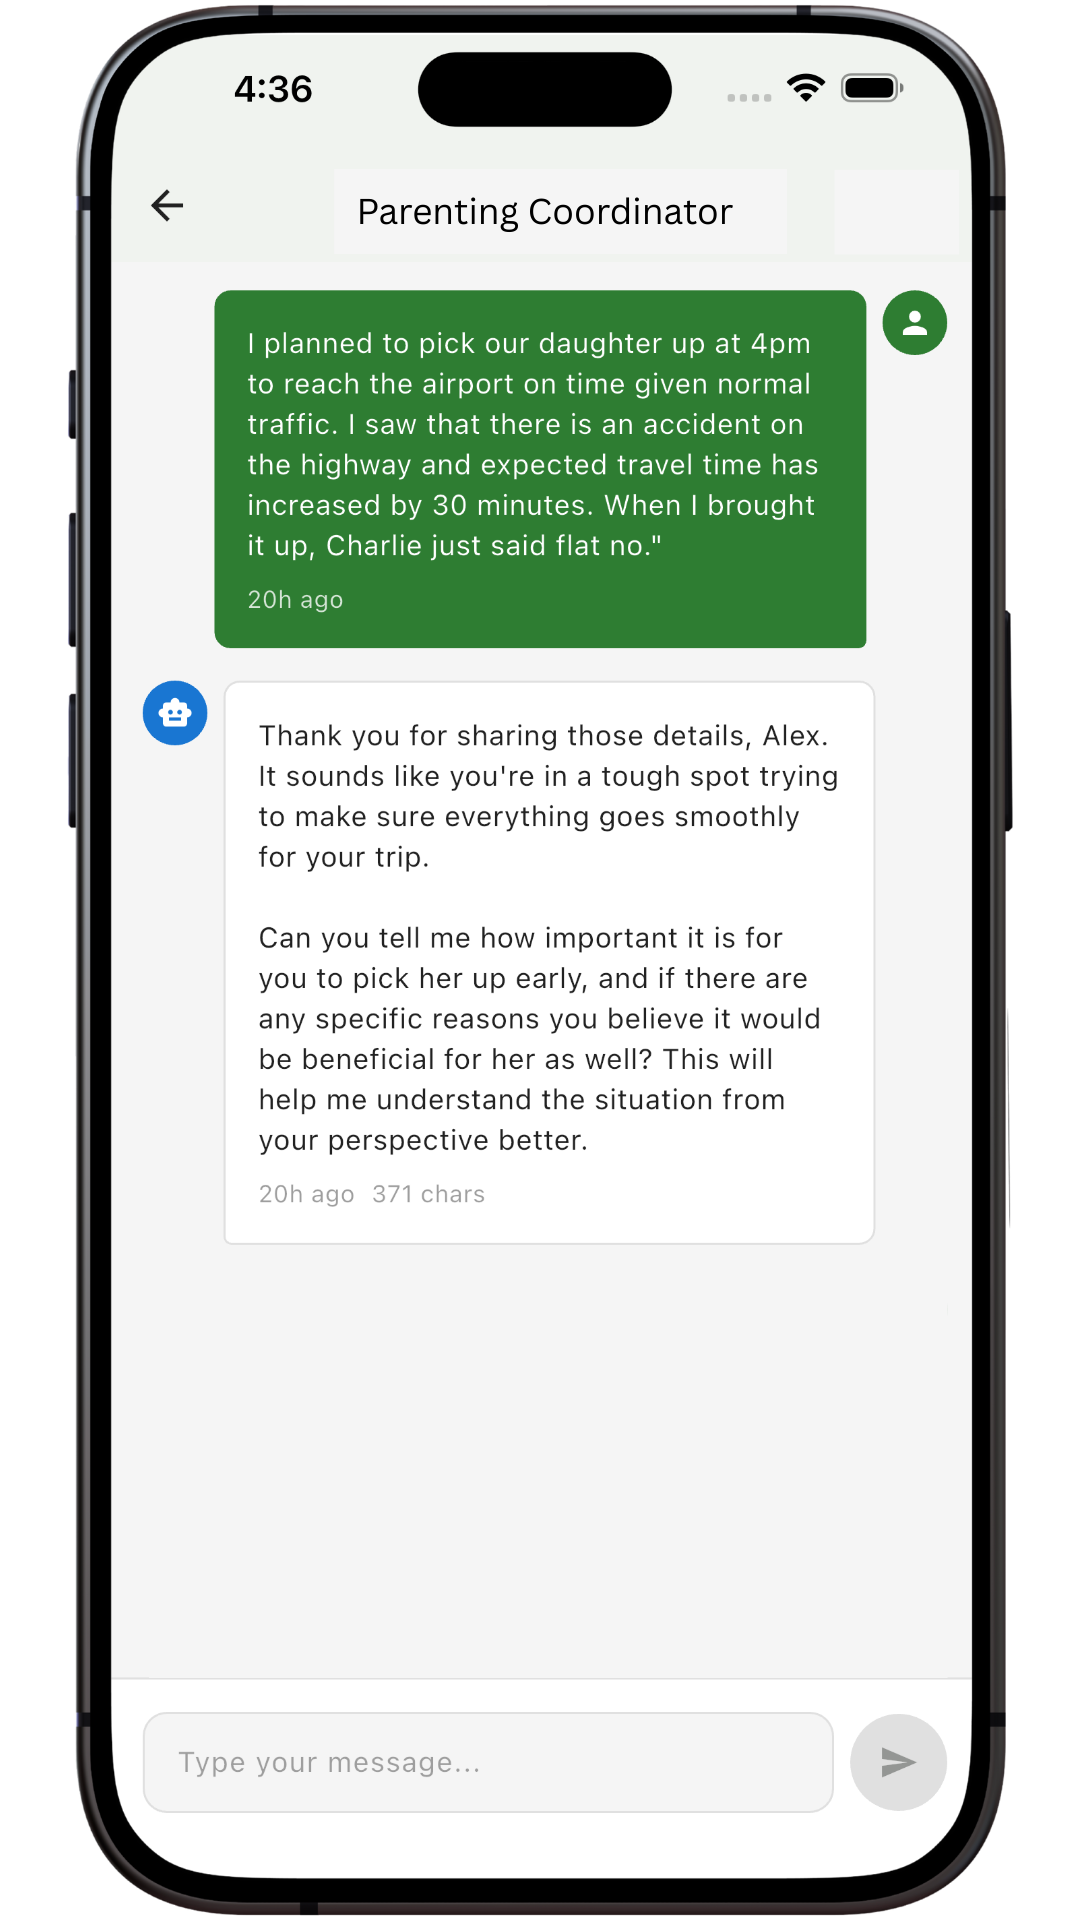 4:36
Parenting Coordinator
I planned to pick our daughter up at 4pm
to reach the airport on time given normal
traffic. I saw that there is an accident on
the highway and expected travel time has
increased by 30 minutes. When I brought
it up, Charlie just said flat no."
20h ago
Thank you for sharing those details, Alex.
It sounds like you're in a tough spot trying
to make sure everything goes smoothly
for your trip.
Can you tell me how important it is for
you to pick her up early, and if there are
any specific reasons you believe it would
be beneficial for her as well? This will
help me understand the situation from
your perspective better.
20h ago 371 chars
Type your message...